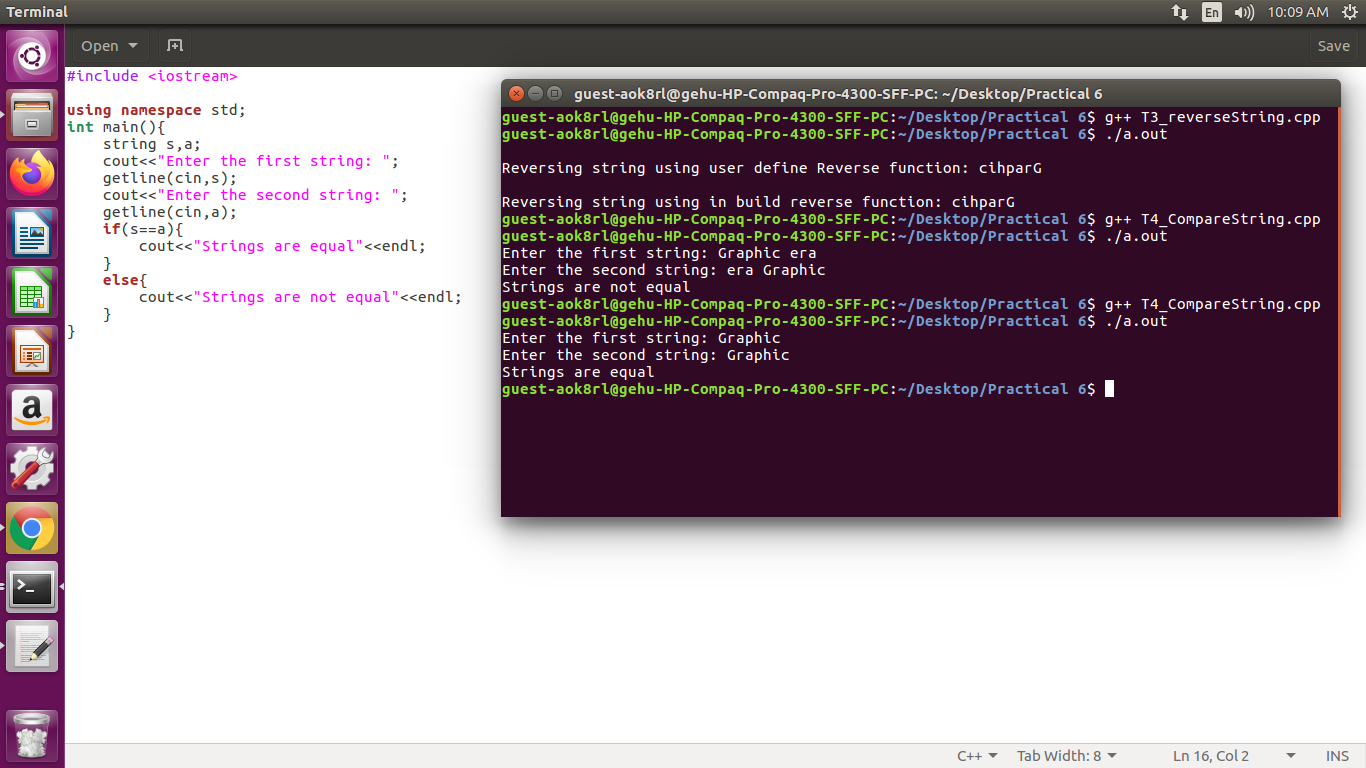 Terminal
En
10:09 AM
Open
Save
#include <iostream>
using namespace std;
int main(){
string s,a;
cout<<"Enter the first string: ";
getline(cin,s);
cout<<"Enter the second string: ";
getline(cin,a);
if(s==a){
cout<<"Strings are equal"<<endl;
}
else{
cout<<"Strings are not equal"<<endl;
}
}
guest-aok8rl@gehu-HP-Compaq-Pro-4300-SFF-PC: ~/Desktop/Practical 6
guest-aok8rl@gehu-HP-Compaq-Pro-4300-SFF-PC:~/Desktop/Practical 6$ g++ T3_reverseString.cpp
guest-aok8rl@gehu-HP-Compaq-Pro-4300-SFF-PC:~/Desktop/Practical 6$ ./a.out
Reversing string using user define Reverse function: cihparG
Reversing string using in build reverse function: cihparG
guest-aok8rl@gehu-HP-Compaq-Pro-4300-SFF-PC:~/Desktop/Practical 6$ g++ T4_CompareString.cpp
guest-aok8rl@gehu-HP-Compaq-Pro-4300-SFF-PC:~/Desktop/Practical 6$ ./a.out
Enter the first string: Graphic era
Enter the second string: era Graphic
Strings are not equal
guest-aok8rl@gehu-HP-Compaq-Pro-4300-SFF-PC:~/Desktop/Practical 6$ g++ T4_CompareString.cpp
guest-aok8rl@gehu-HP-Compaq-Pro-4300-SFF-PC:~/Desktop/Practical 6$ ./a.out
Enter the first string: Graphic
Enter the second string: Graphic
Strings are equal
guest-aok8rl@gehu-HP-Compaq-Pro-4300-SFF-PC:~/Desktop/Practical 6$
a
>_
C++
Tab Width: 8
Ln 16, Col 2
INS